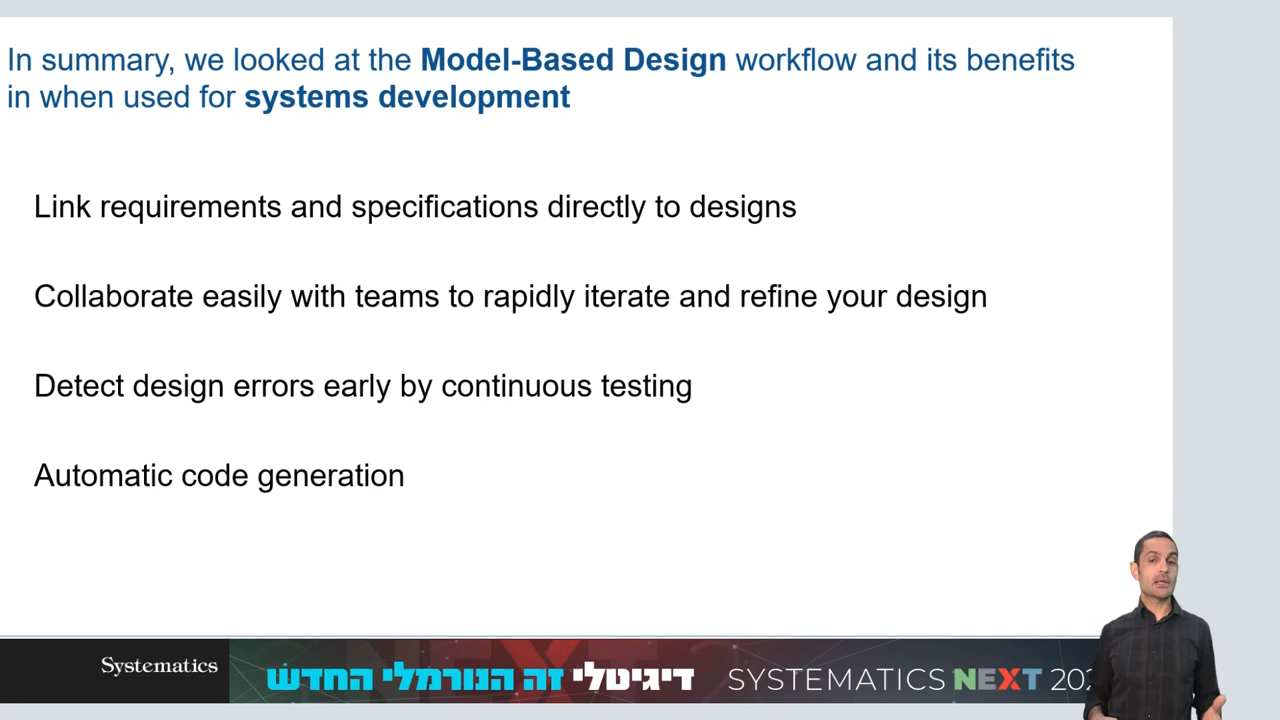 In summary, we looked at the Model-Based Design workflow and its benefits
in when used for systems development
Link requirements and specifications directly to designs
Collaborate easily with teams to rapidly iterate and refine your design
Detect design errors early by continuous testing
Automatic code generation
Systematics
דיגיטלי זה הנורמלי החדש
SYSTEMATICS NEXT 202